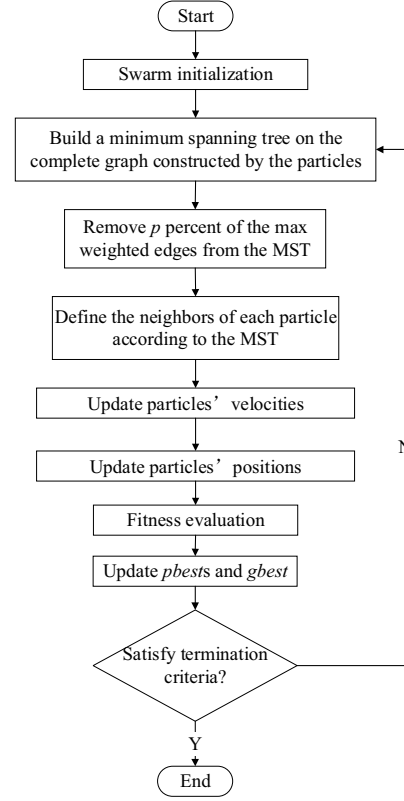 Start
Swarm initialization
Build a minimum spanning tree on the
complete graph constructed by the particles
Remove p percent of the max
weighted edges from the MST
Define the neighbors of each particle
according to the MST
Update particles’ velocities
Update particles’ positions
N
Fitness evaluation
Update pbests and gbest
Satisfy termination
criteria?
Y
End